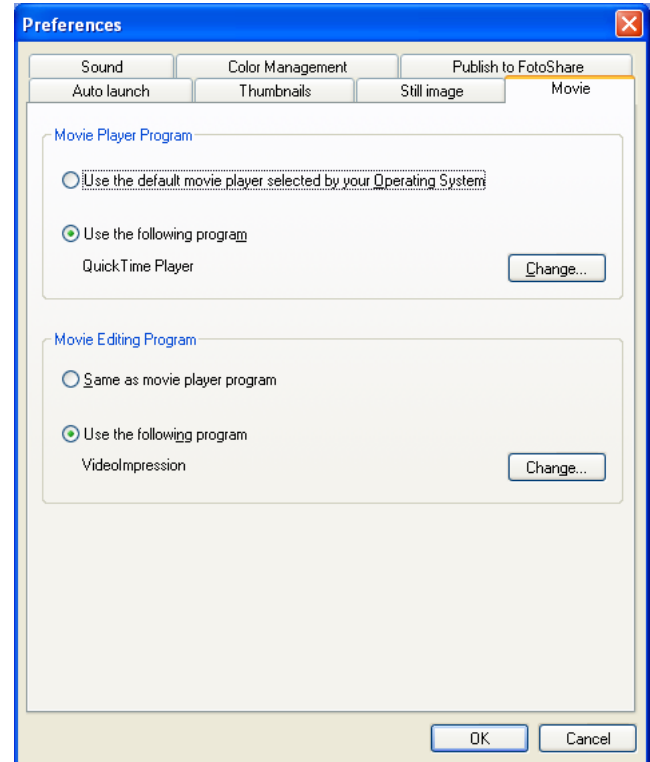 Preferences
Sound Color Management Publish to FotoShare
Auto launch Thumbnails Still image Movie
Movie Player Program
Use the default movie player selected by your Operating System
Use the following program
QuickTime Player Change...
Movie Editing Program
Same as movie player program
Use the following program
VideoImpression Change...
OK Cancel